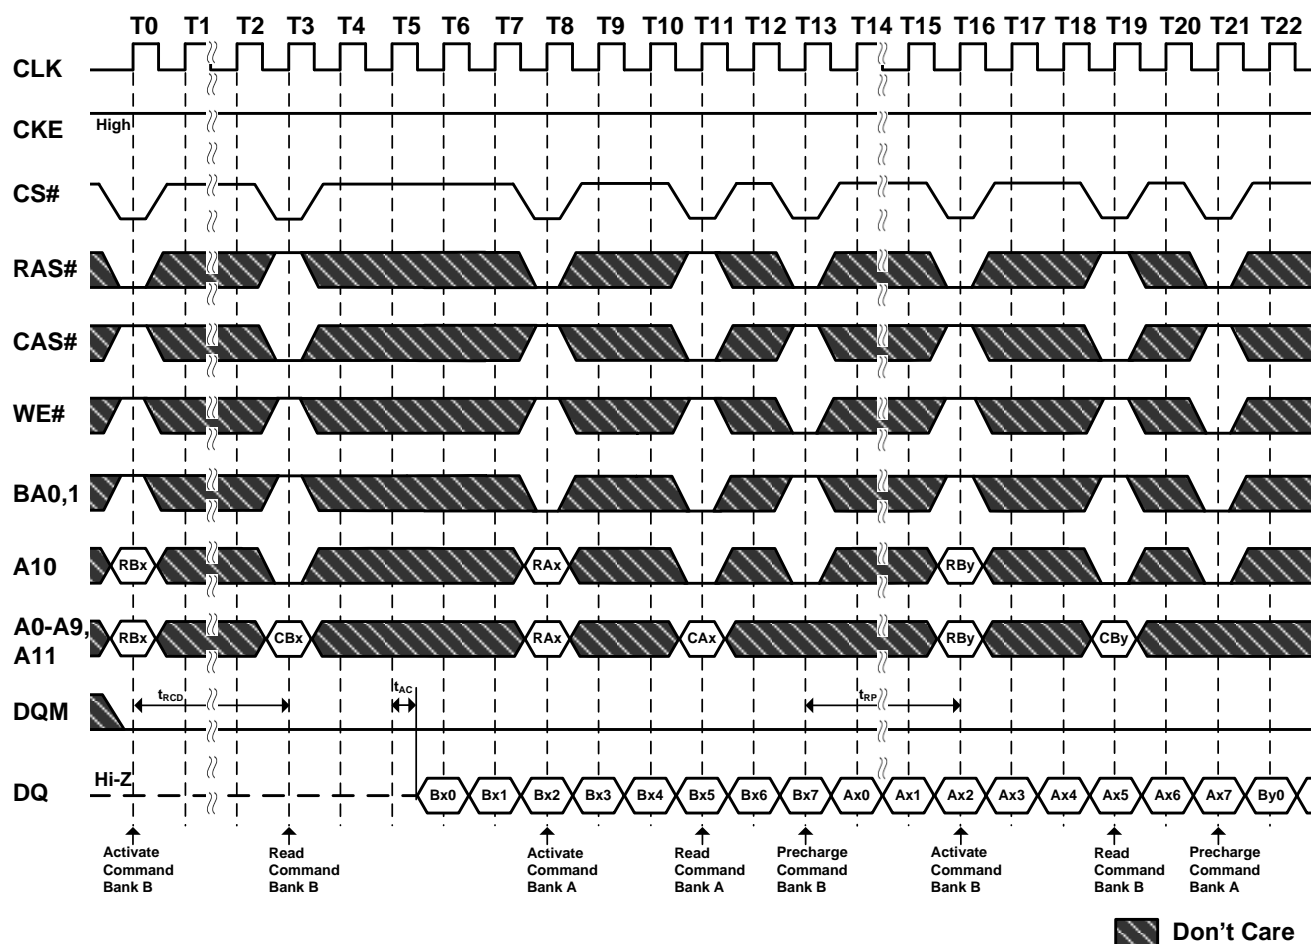 T0 T1 T2 T3 T4 T5 T6 T7 T8 T9 T10 T11 T12 T13 T14 T15 T16 T17 T18 T19 T20 T21 T22
CLK
CKE
High
CS#
RAS#
CAS#
WE#
BA0,1
A10
RBx RAx RBy
A0-A9,
A11
RBx CBx RAx CAx RBy CBy
DQM
tRCD tAC tRP
DQ
Hi-Z
Bx0 Bx1 Bx2 Bx3 Bx4 Bx5 Bx6 Bx7 Ax0 Ax1 Ax2 Ax3 Ax4 Ax5 Ax6 Ax7 By0
Activate
Command
Bank B
Read
Command
Bank B
Activate
Command
Bank A
Read
Command
Bank A
Precharge
Command
Bank B
Activate
Command
Bank B
Read
Command
Bank B
Precharge
Command
Bank A
Don't Care